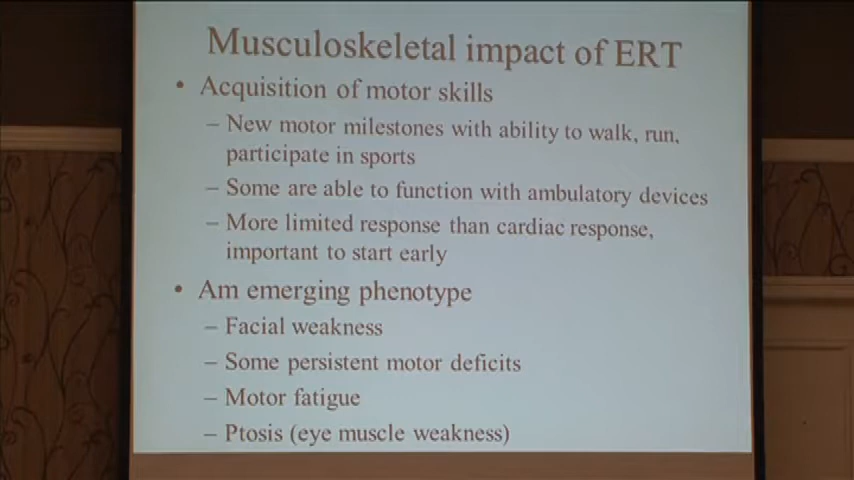 Musculoskeletal impact of ERT
• Acquisition of motor skills
– New motor milestones with ability to walk, run,
participate in sports
– Some are able to function with ambulatory devices
– More limited response than cardiac response,
important to start early
• Am emerging phenotype
– Facial weakness
– Some persistent motor deficits
– Motor fatigue
– Ptosis (eye muscle weakness)